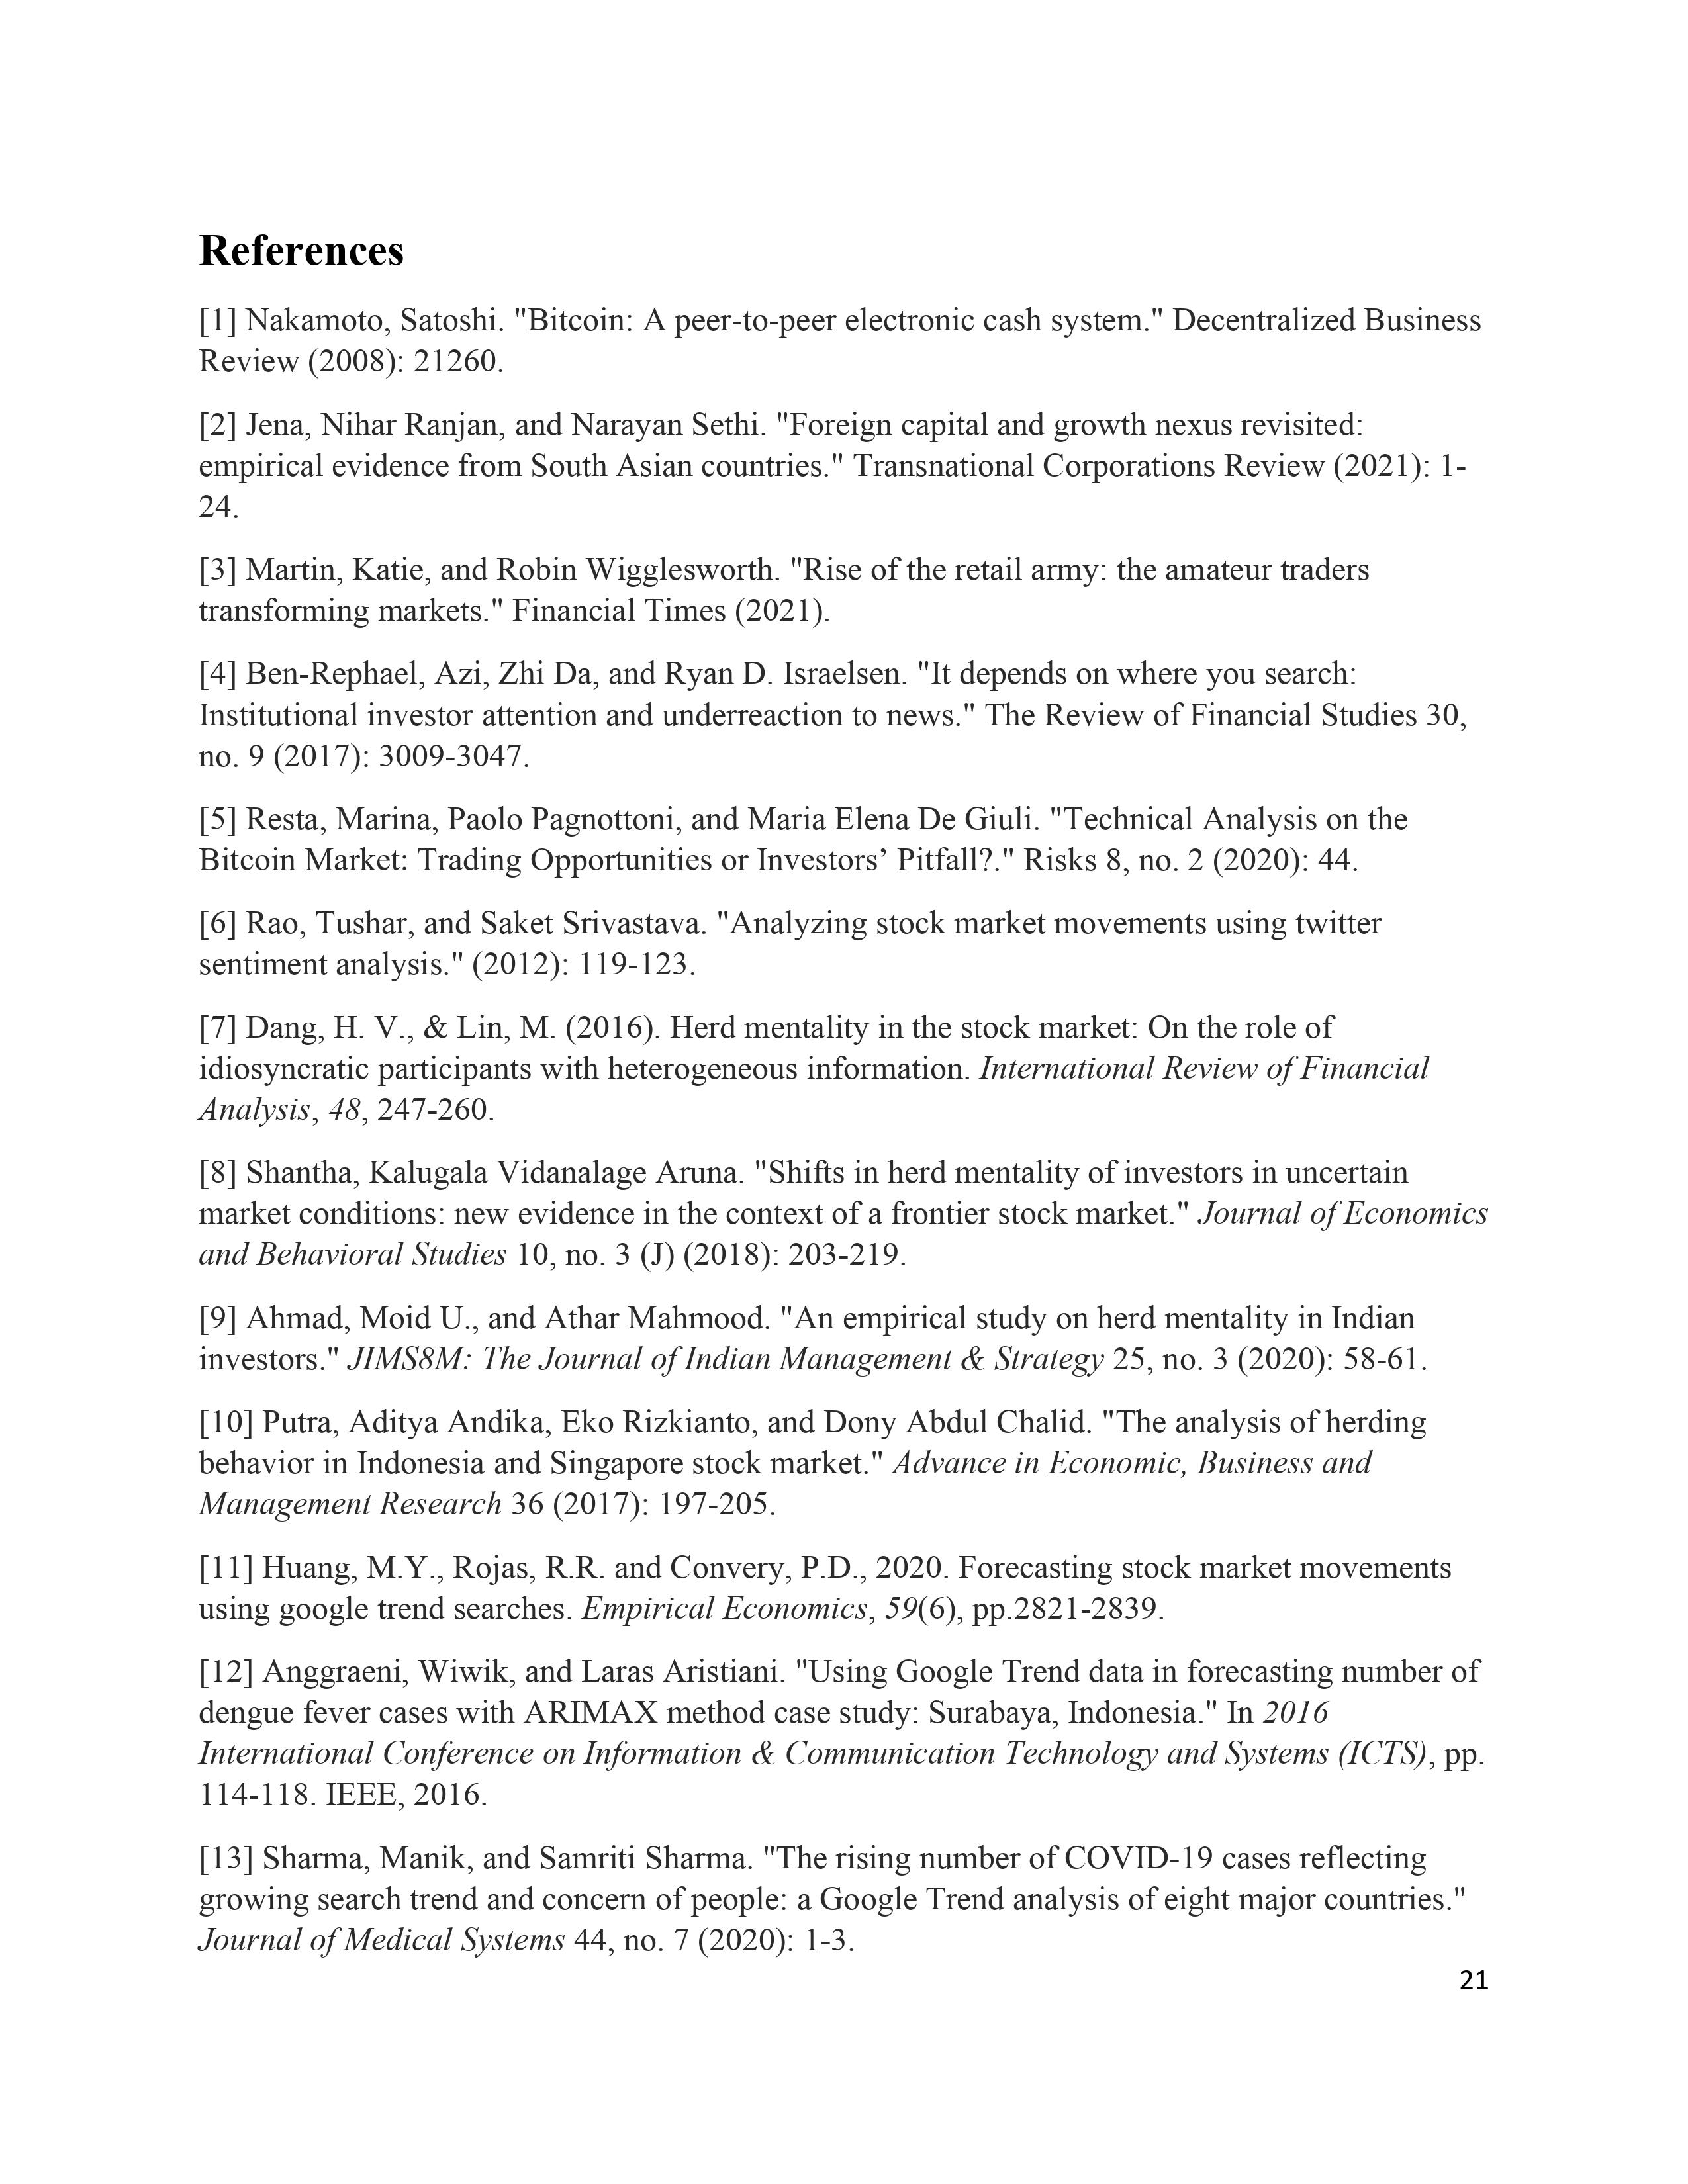 References
[1] Nakamoto, Satoshi. "Bitcoin: A peer-to-peer electronic cash system." Decentralized Business
Review (2008): 21260.
[2] Jena, Nihar Ranjan, and Narayan Sethi. "Foreign capital and growth nexus revisited:
empirical evidence from South Asian countries." Transnational Corporations Review (2021): 1-
24.
[3] Martin, Katie, and Robin Wigglesworth. "Rise of the retail army: the amateur traders
transforming markets." Financial Times (2021).
[4] Ben-Rephael, Azi, Zhi Da, and Ryan D. Israelsen. "It depends on where you search:
Institutional investor attention and underreaction to news." The Review of Financial Studies 30,
no. 9 (2017): 3009-3047.
[5] Resta, Marina, Paolo Pagnottoni, and Maria Elena De Giuli. "Technical Analysis on the
Bitcoin Market: Trading Opportunities or Investors’ Pitfall?." Risks 8, no. 2 (2020): 44.
[6] Rao, Tushar, and Saket Srivastava. "Analyzing stock market movements using twitter
sentiment analysis." (2012): 119-123.
[7] Dang, H. V., & Lin, M. (2016). Herd mentality in the stock market: On the role of
idiosyncratic participants with heterogeneous information. International Review of Financial
Analysis, 48, 247-260.
[8] Shantha, Kalugala Vidanalage Aruna. "Shifts in herd mentality of investors in uncertain
market conditions: new evidence in the context of a frontier stock market." Journal of Economics
and Behavioral Studies 10, no. 3 (J) (2018): 203-219.
[9] Ahmad, Moid U., and Athar Mahmood. "An empirical study on herd mentality in Indian
investors." JIMS8M: The Journal of Indian Management & Strategy 25, no. 3 (2020): 58-61.
[10] Putra, Aditya Andika, Eko Rizkianto, and Dony Abdul Chalid. "The analysis of herding
behavior in Indonesia and Singapore stock market." Advance in Economic, Business and
Management Research 36 (2017): 197-205.
[11] Huang, M.Y., Rojas, R.R. and Convery, P.D., 2020. Forecasting stock market movements
using google trend searches. Empirical Economics, 59(6), pp.2821-2839.
[12] Anggraeni, Wiwik, and Laras Aristiani. "Using Google Trend data in forecasting number of
dengue fever cases with ARIMAX method case study: Surabaya, Indonesia." In 2016
International Conference on Information & Communication Technology and Systems (ICTS), pp.
114-118. IEEE, 2016.
[13] Sharma, Manik, and Samriti Sharma. "The rising number of COVID-19 cases reflecting
growing search trend and concern of people: a Google Trend analysis of eight major countries."
Journal of Medical Systems 44, no. 7 (2020): 1-3.
21